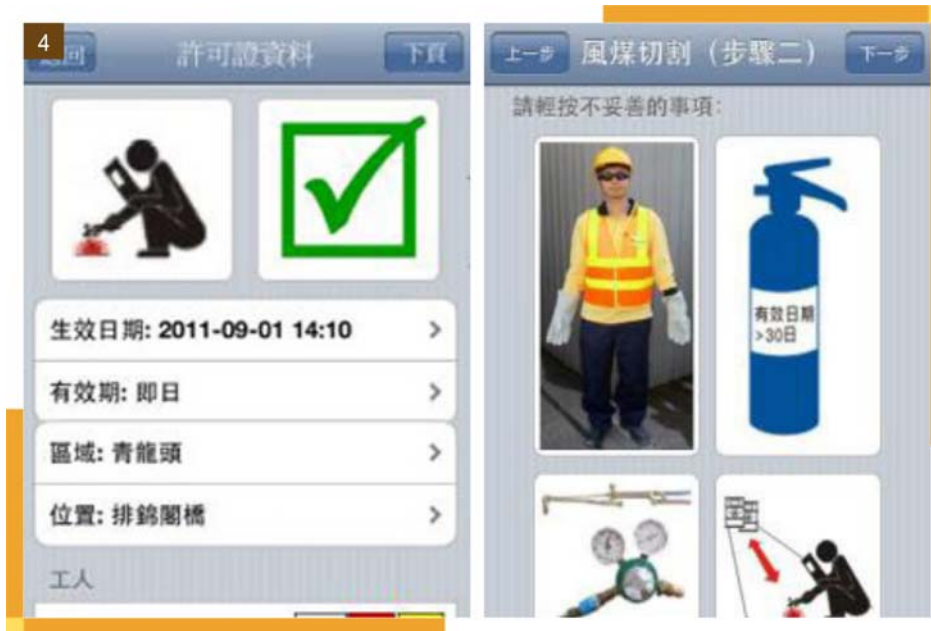 4
返回
許可證資料
下頁
生效日期: 2011-09-01 14:10
有效期: 即日
區域: 青龍頭
位置: 排錦閣橋
工人
上一步
風煤切割（步驟二）
下一步
請輕按不妥善的事項:
有效日期
>30日